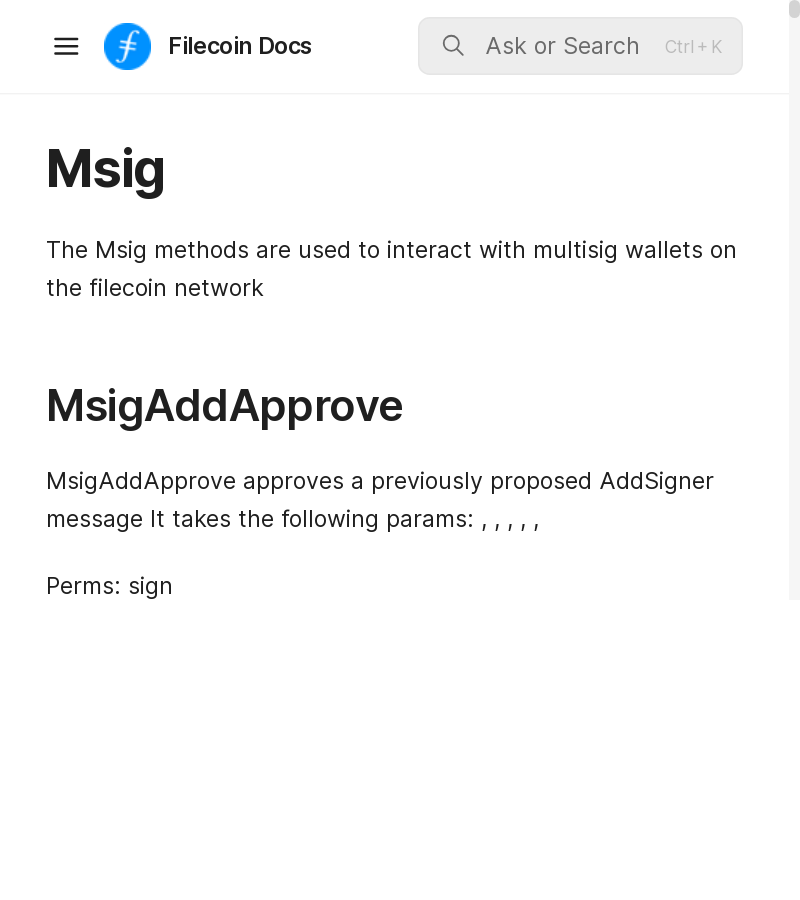 Filecoin Docs
Ask or Search Ctrl + K
Msig
The Msig methods are used to interact with multisig wallets on
the filecoin network
MsigAddApprove
MsigAddApprove approves a previously proposed AddSigner
message It takes the following params: , , , , ,
Perms: sign